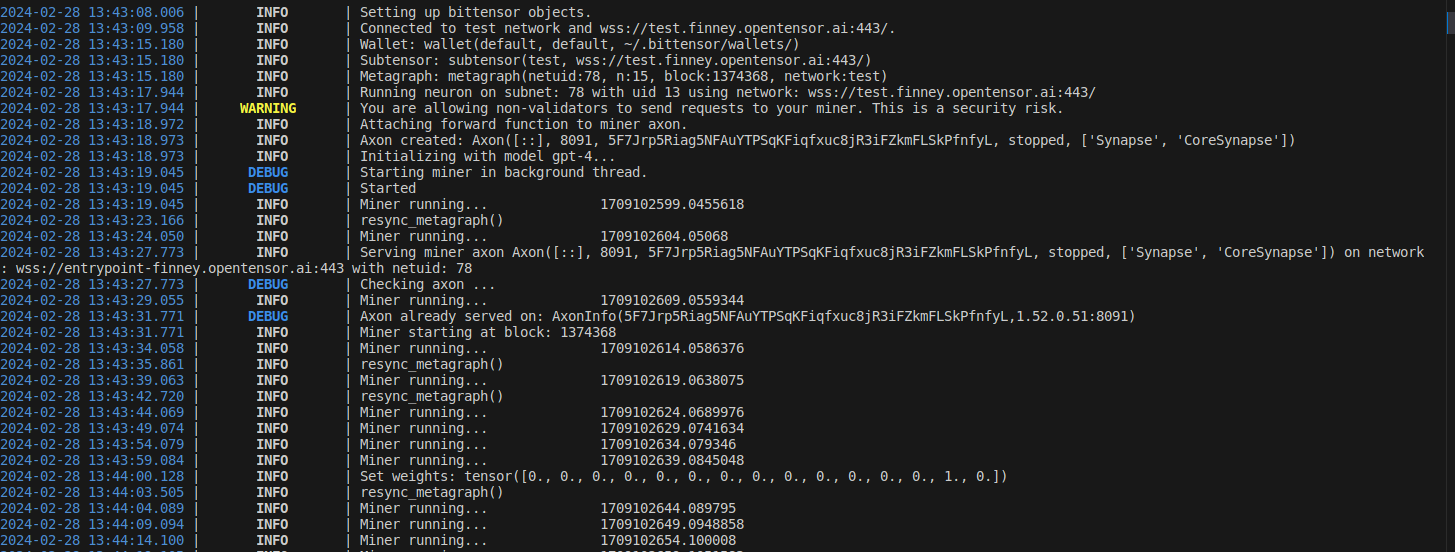 2024-02-28 13:43:08.006 | INFO | Setting up bittensor objects.
2024-02-28 13:43:09.958 | INFO | Connected to test network and wss://test.finney.opentensor.ai:443/.
2024-02-28 13:43:15.180 | INFO | Wallet: wallet(default, default, ~/.bittensor/wallets/)
2024-02-28 13:43:15.180 | INFO | Subtensor: subtensor(test, wss://test.finney.opentensor.ai:443/)
2024-02-28 13:43:15.180 | INFO | Metagraph: metagraph(netuid:78, n:15, block:1374368, network:test)
2024-02-28 13:43:17.944 | INFO | Running neuron on subnet: 78 with uid 13 using network: wss://test.finney.opentensor.ai:443/
2024-02-28 13:43:17.944 | WARNING | You are allowing non-validators to send requests to your miner. This is a security risk.
2024-02-28 13:43:18.972 | INFO | Attaching forward function to miner axon.
2024-02-28 13:43:18.973 | INFO | Axon created: Axon([::], 8091, 5F7Jrp5Riag5NFAuYTPSqKFiqfxuc8jR3iFZkmFLSkPfnfyL, stopped, ['Synapse', 'CoreSynapse'])
2024-02-28 13:43:18.973 | INFO | Initializing with model gpt-4...
2024-02-28 13:43:19.045 | DEBUG | Starting miner in background thread.
2024-02-28 13:43:19.045 | DEBUG | Started
2024-02-28 13:43:19.045 | INFO | Miner running... 1709102599.0455618
2024-02-28 13:43:23.166 | INFO | resync_metagraph()
2024-02-28 13:43:24.050 | INFO | Miner running... 1709102604.05068
2024-02-28 13:43:27.773 | INFO | Serving miner axon Axon([::], 8091, 5F7Jrp5Riag5NFAuYTPSqKFiqfxuc8jR3iFZkmFLSkPfnfyL, stopped, ['Synapse', 'CoreSynapse']) on network
: wss://entrypoint-finney.opentensor.ai:443 with netuid: 78
2024-02-28 13:43:27.773 | DEBUG | Checking axon ...
2024-02-28 13:43:29.055 | INFO | Miner running... 1709102609.0559344
2024-02-28 13:43:31.771 | DEBUG | Axon already served on: AxonInfo(5F7Jrp5Riag5NFAuYTPSqKFiqfxuc8jR3iFZkmFLSkPfnfyL,1.52.0.51:8091)
2024-02-28 13:43:31.771 | INFO | Miner starting at block: 1374368
2024-02-28 13:43:34.058 | INFO | Miner running... 1709102614.0586376
2024-02-28 13:43:35.861 | INFO | resync_metagraph()
2024-02-28 13:43:39.063 | INFO | Miner running... 1709102619.0638075
2024-02-28 13:43:42.720 | INFO | resync_metagraph()
2024-02-28 13:43:44.069 | INFO | Miner running... 1709102624.0689976
2024-02-28 13:43:49.074 | INFO | Miner running... 1709102629.0741634
2024-02-28 13:43:54.079 | INFO | Miner running... 1709102634.079346
2024-02-28 13:43:59.084 | INFO | Miner running... 1709102639.0845048
2024-02-28 13:44:00.128 | INFO | Set weights: tensor([0., 0., 0., 0., 0., 0., 0., 0., 0., 0., 0., 0., 0., 1., 0.])
2024-02-28 13:44:03.505 | INFO | resync_metagraph()
2024-02-28 13:44:04.089 | INFO | Miner running... 1709102644.089795
2024-02-28 13:44:09.094 | INFO | Miner running... 1709102649.0948858
2024-02-28 13:44:14.100 | INFO | Miner running... 1709102654.100008